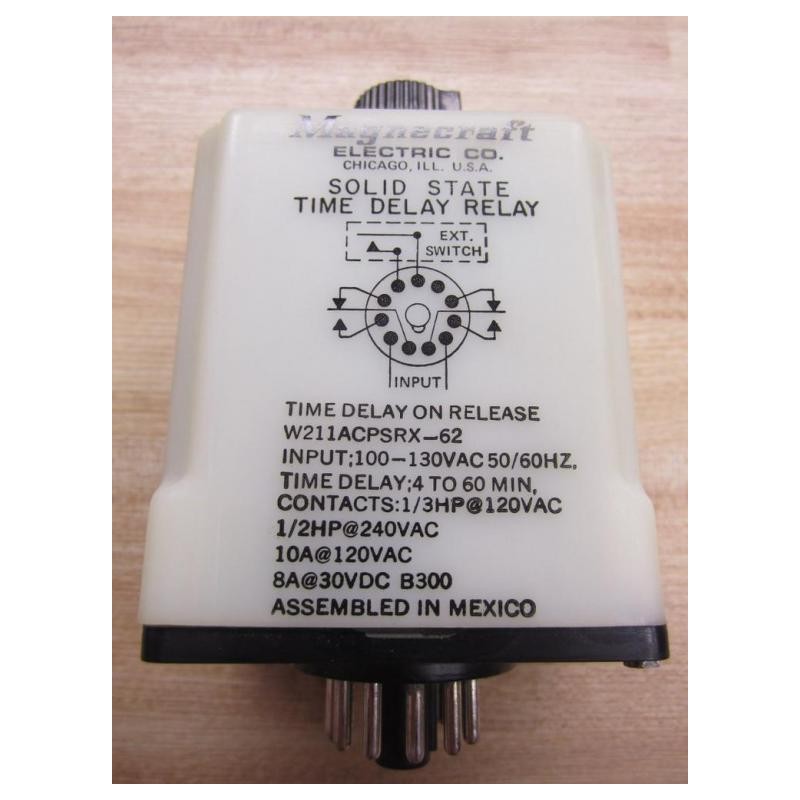 Magnecraft
ELECTRIC CO.
CHICAGO, ILL. U.S.A.
SOLID STATE
TIME DELAY RELAY
EXT.
SWITCH
INPUT
TIME DELAY ON RELEASE
W211ACPSRX-62
INPUT;100-130VAC 50/60HZ.
TIME DELAY;4 TO 60 MIN,
CONTACTS:1/3HP@120VAC
1/2HP@240VAC
10A@120VAC
8A@30VDC B300
ASSEMBLED IN MEXICO